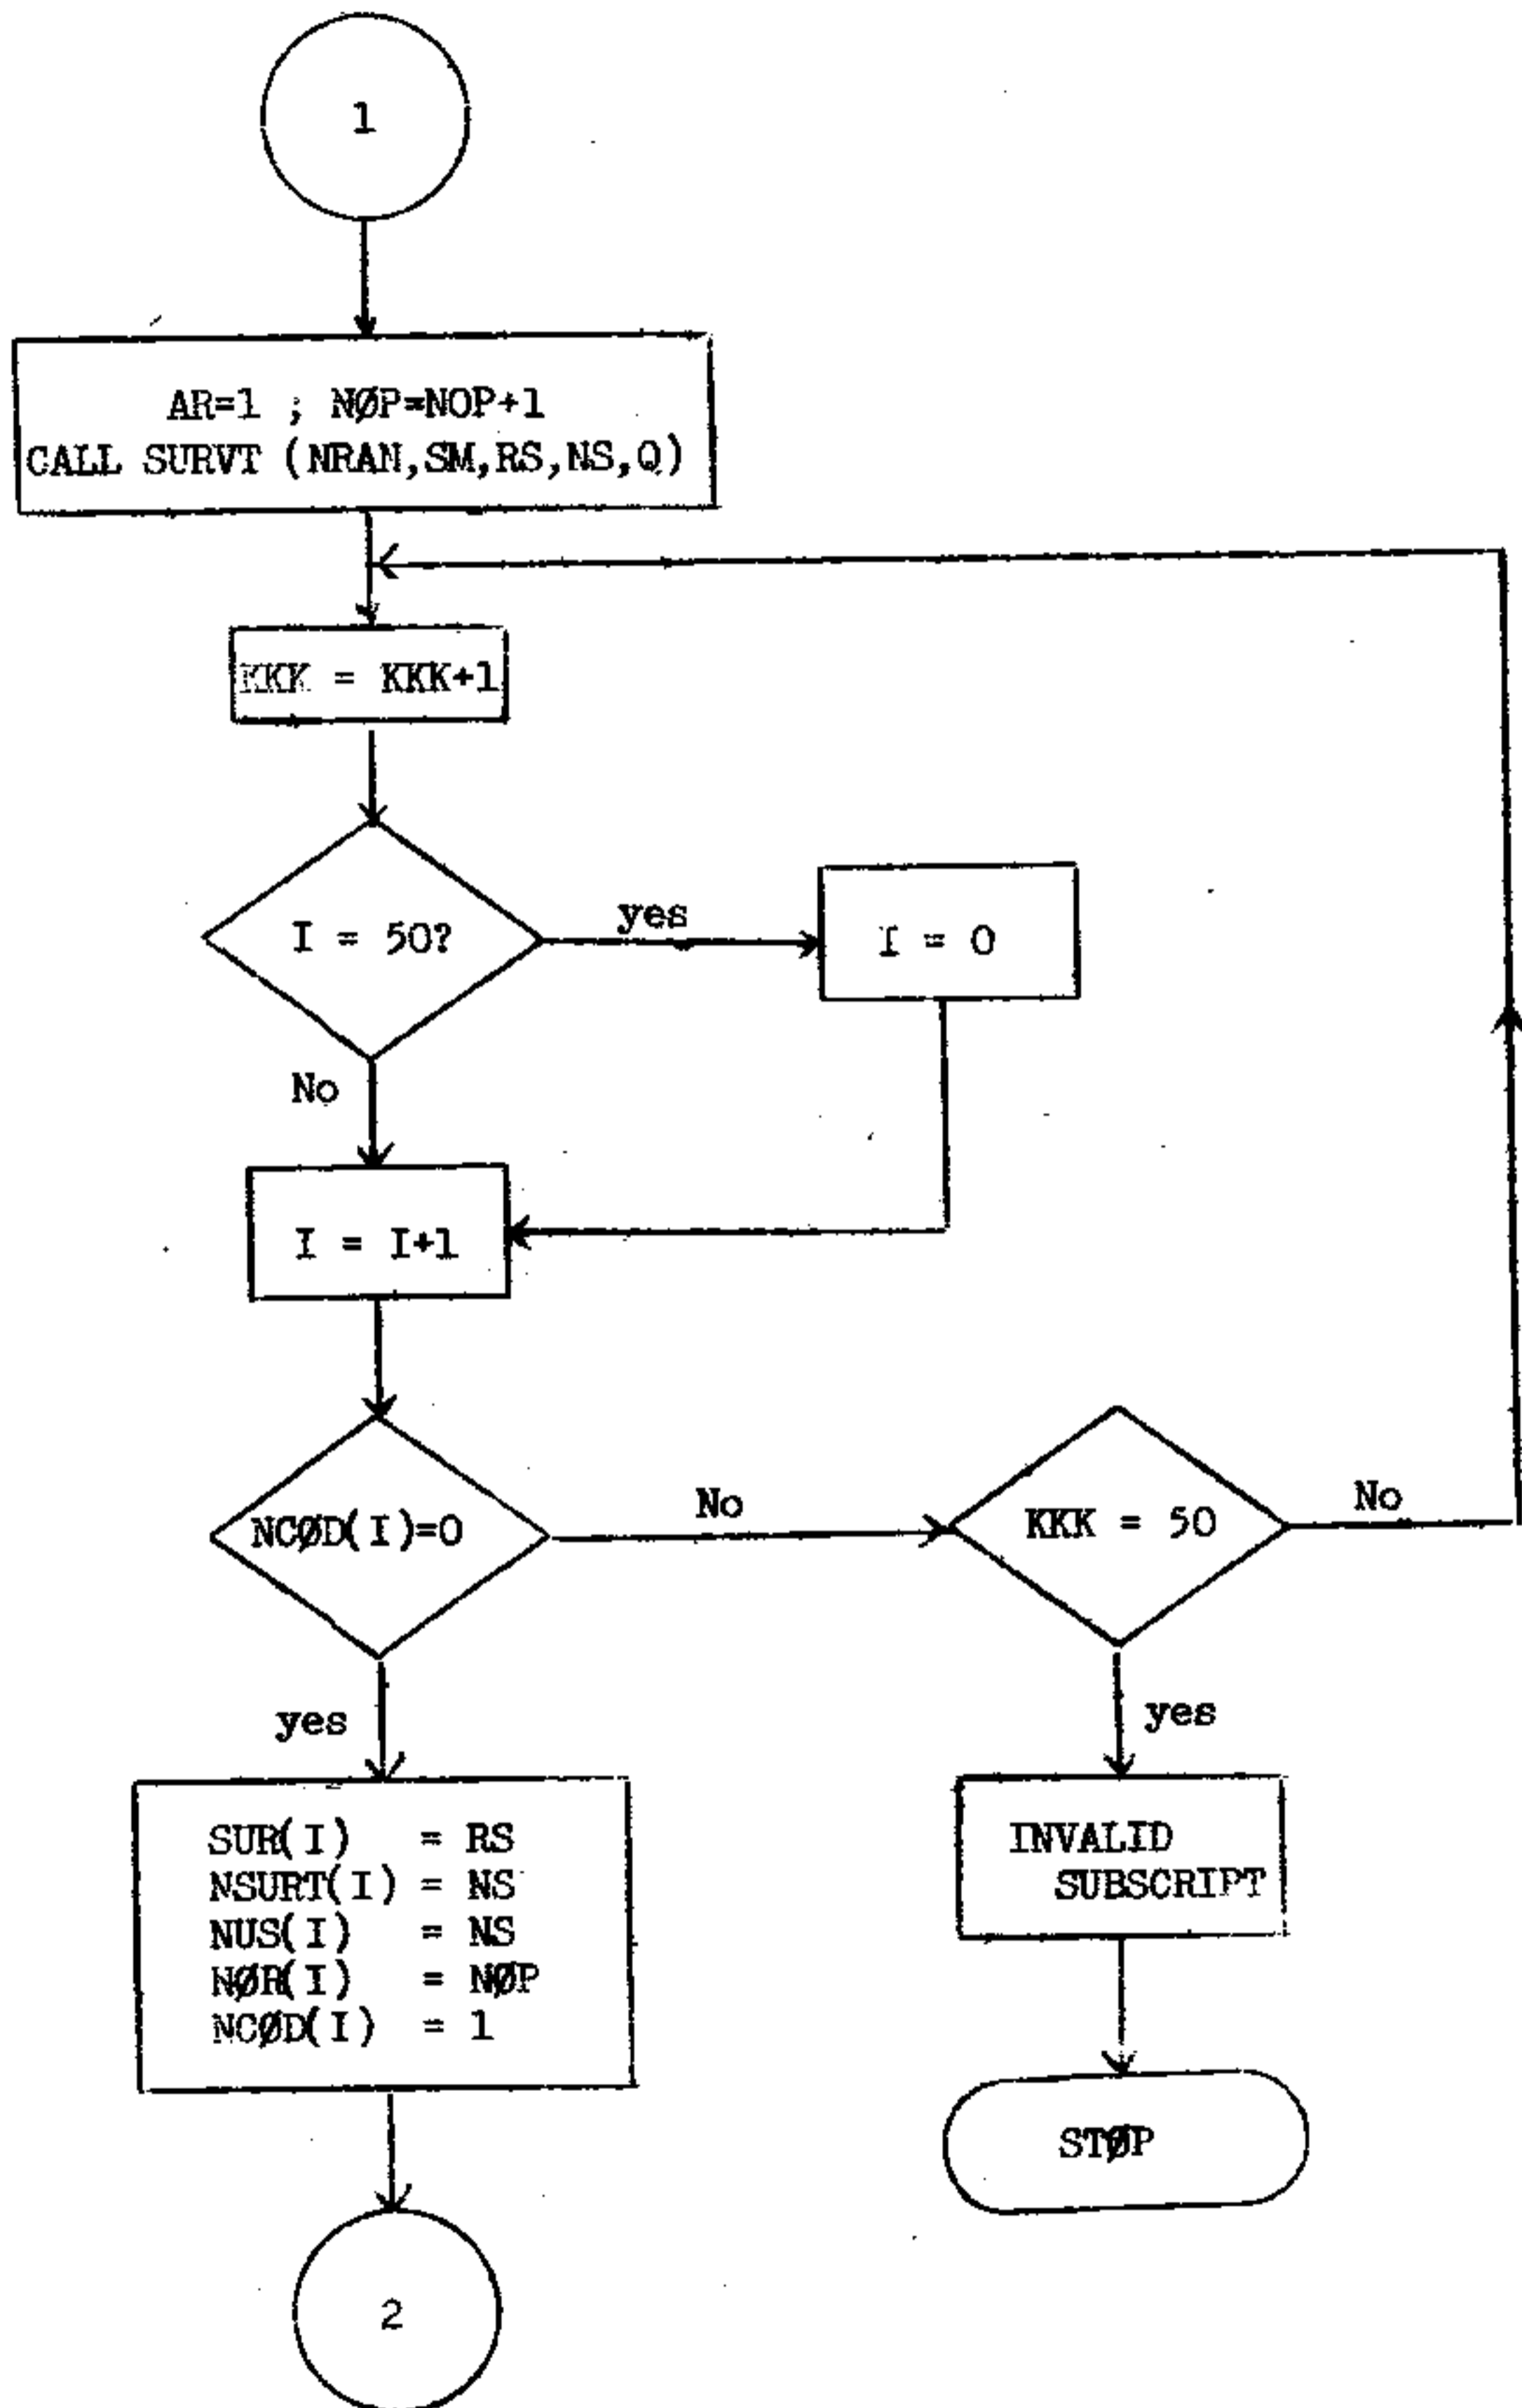 1
AR=1 ; NØP=NOP+1
CALL SURVT (NRAN,SM,RS,NS,Q)
KKK = KKK+1
I = 50?
yes
I = 0
No
I = I+1
NCØD(I)=0
No
KKK = 50
No
yes
yes
SUR(I) = RS
NSURT(I) = NS
NUS(I) = NS
NØR(I) = NØP
NCØD(I) = 1
INVALID
SUBSCRIPT
STØP
2